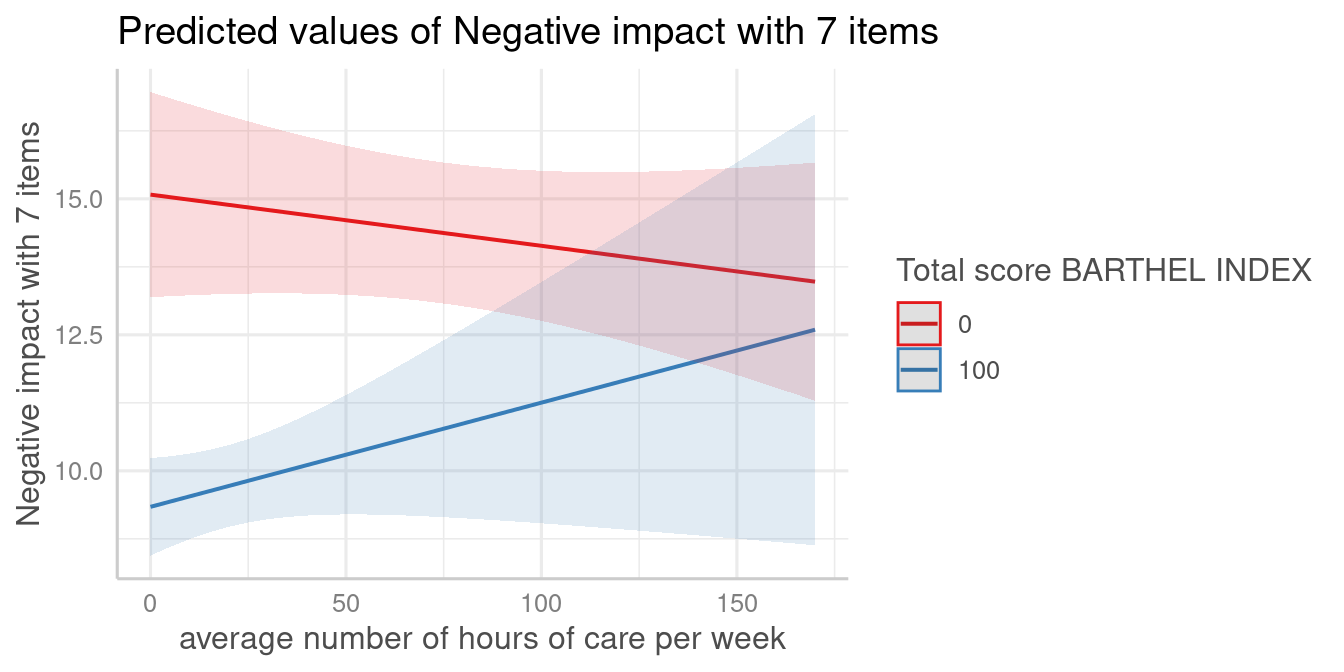 Predicted values of Negative impact with 7 items
Negative impact with 7 items
15.0
12.5
10.0
0
50
100
150
average number of hours of care per week
Total score BARTHEL INDEX
0
100